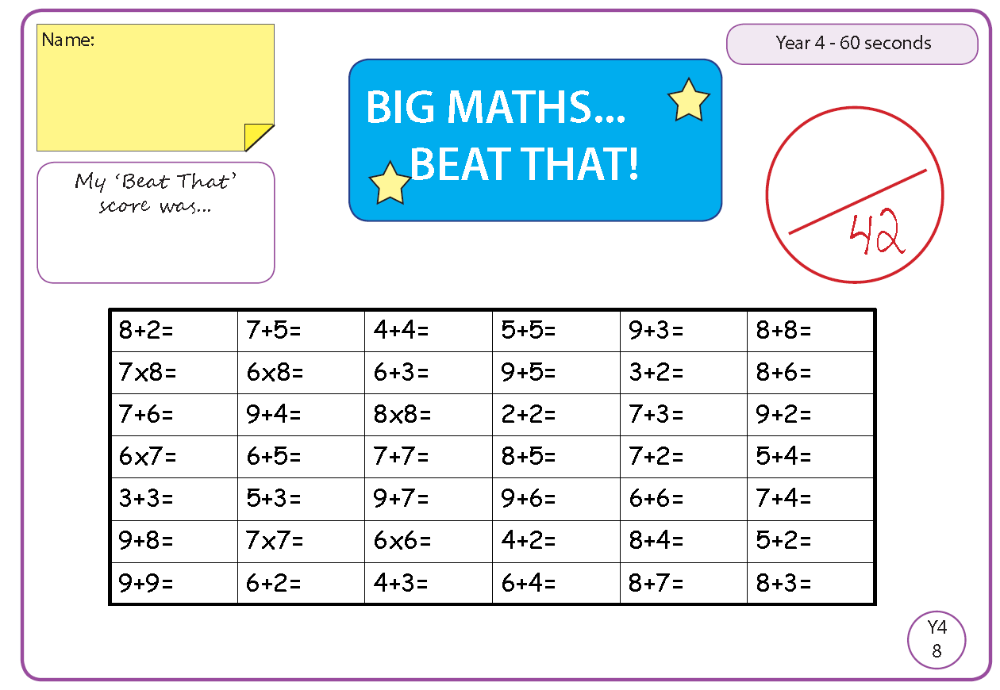 Name:
Year 4 - 60 seconds
BIG MATHS...
BEAT THAT!
My ‘Beat That’
score was...
42
8+2= 7+5= 4+4= 5+5= 9+3= 8+8=
7x8= 6x8= 6+3= 9+5= 3+2= 8+6=
7+6= 9+4= 8x8= 2+2= 7+3= 9+2=
6x7= 6+5= 7+7= 8+5= 7+2= 5+4=
3+3= 5+3= 9+7= 9+6= 6+6= 7+4=
9+8= 7x7= 6x6= 4+2= 8+4= 5+2=
9+9= 6+2= 4+3= 6+4= 8+7= 8+3=
Y4
8